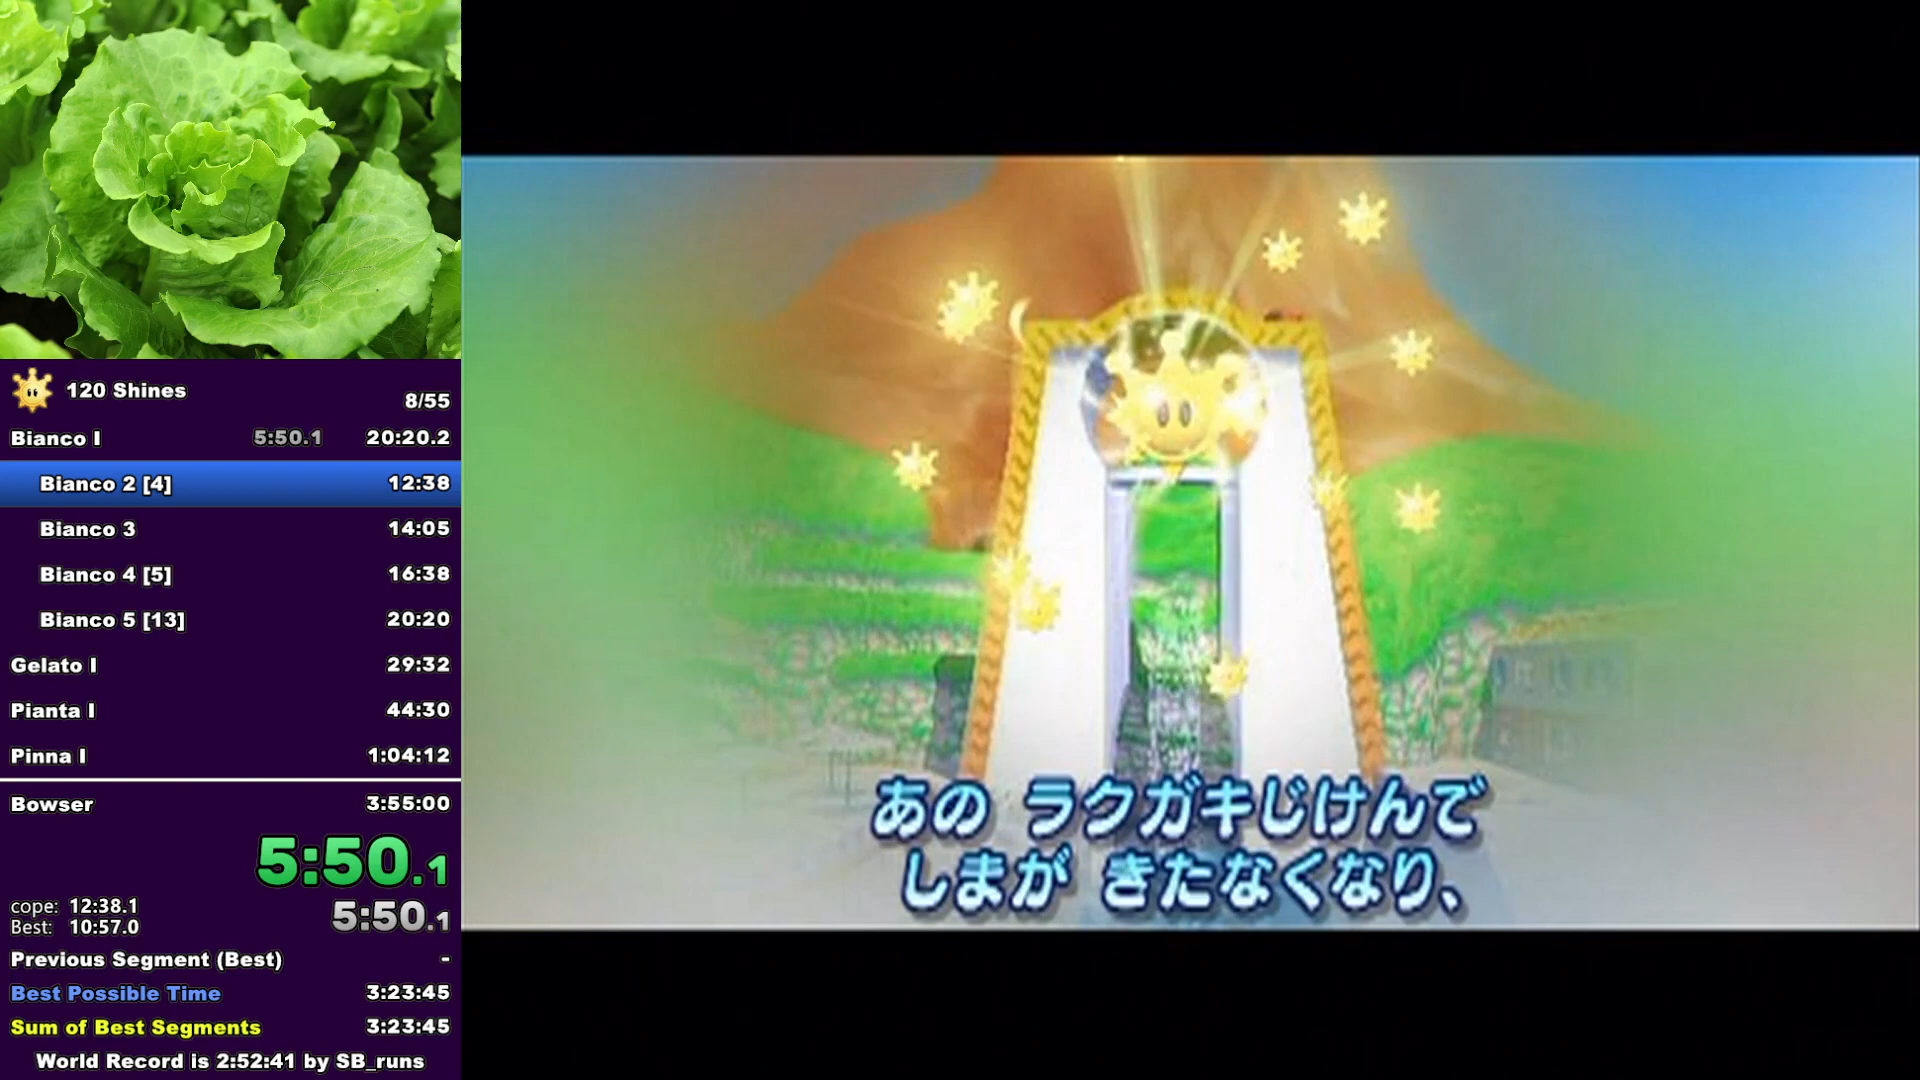 120 Shines
8/55
Bianco I 5:50.1 20:20.2
Bianco 2 [4] 12:38
Bianco 3 14:05
Bianco 4 [5] 16:38
Bianco 5 [13] 20:20
Gelato I 29:32
Pianta I 44:30
Pinna I 1:04:12
Bowser 3:55:00
5:50.1
cope: 12:38.1
Best: 10:57.0
5:50.1
Previous Segment (Best) -
Best Possible Time 3:23:45
Sum of Best Segments 3:23:45
World Record is 2:52:41 by SB_runs
あの ラクガキじけんで
しまが きたなくなり、